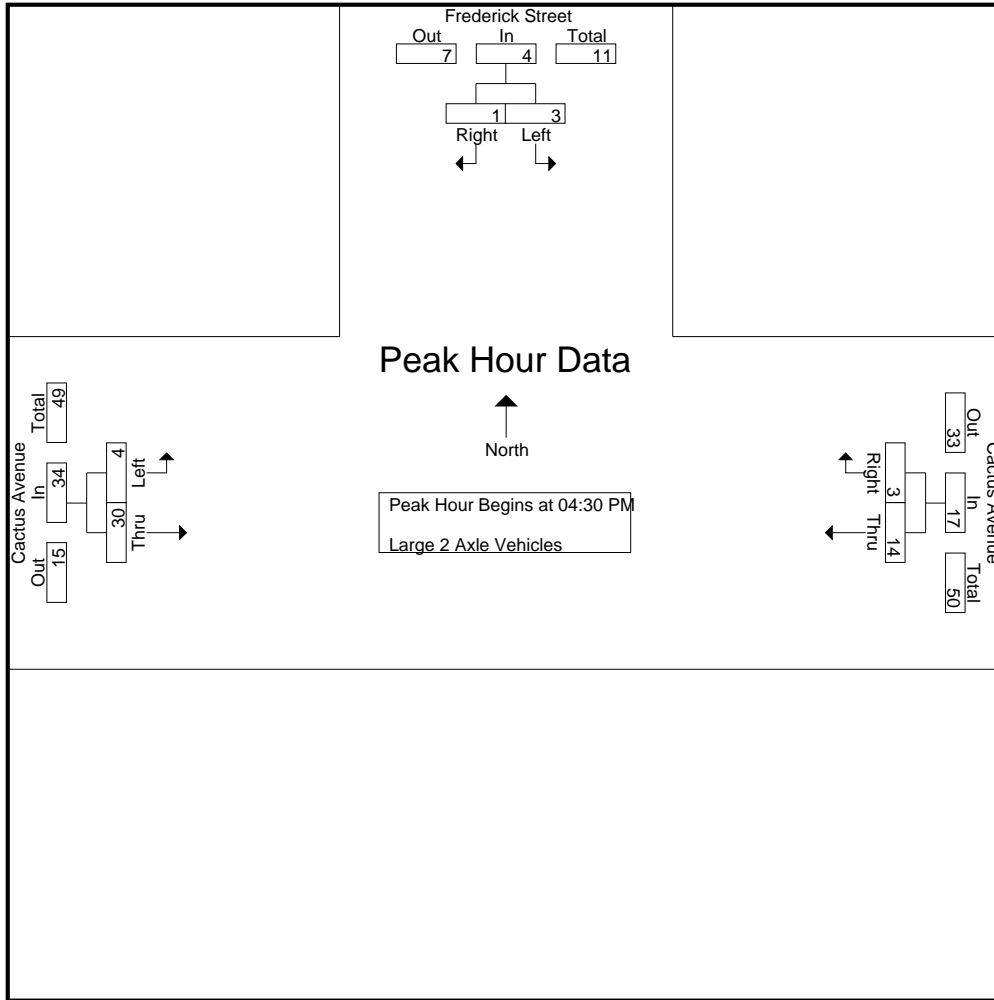 Frederick Street
Out In Total
7 4 11
1 3
Right Left
Peak Hour Data
North
Peak Hour Begins at 04:30 PM
Large 2 Axle Vehicles
Cactus Avenue
Out In Total
15 34 49
30 4
Thru Left
Cactus Avenue
Out In Total
33 17 50
3 14
Right Thru